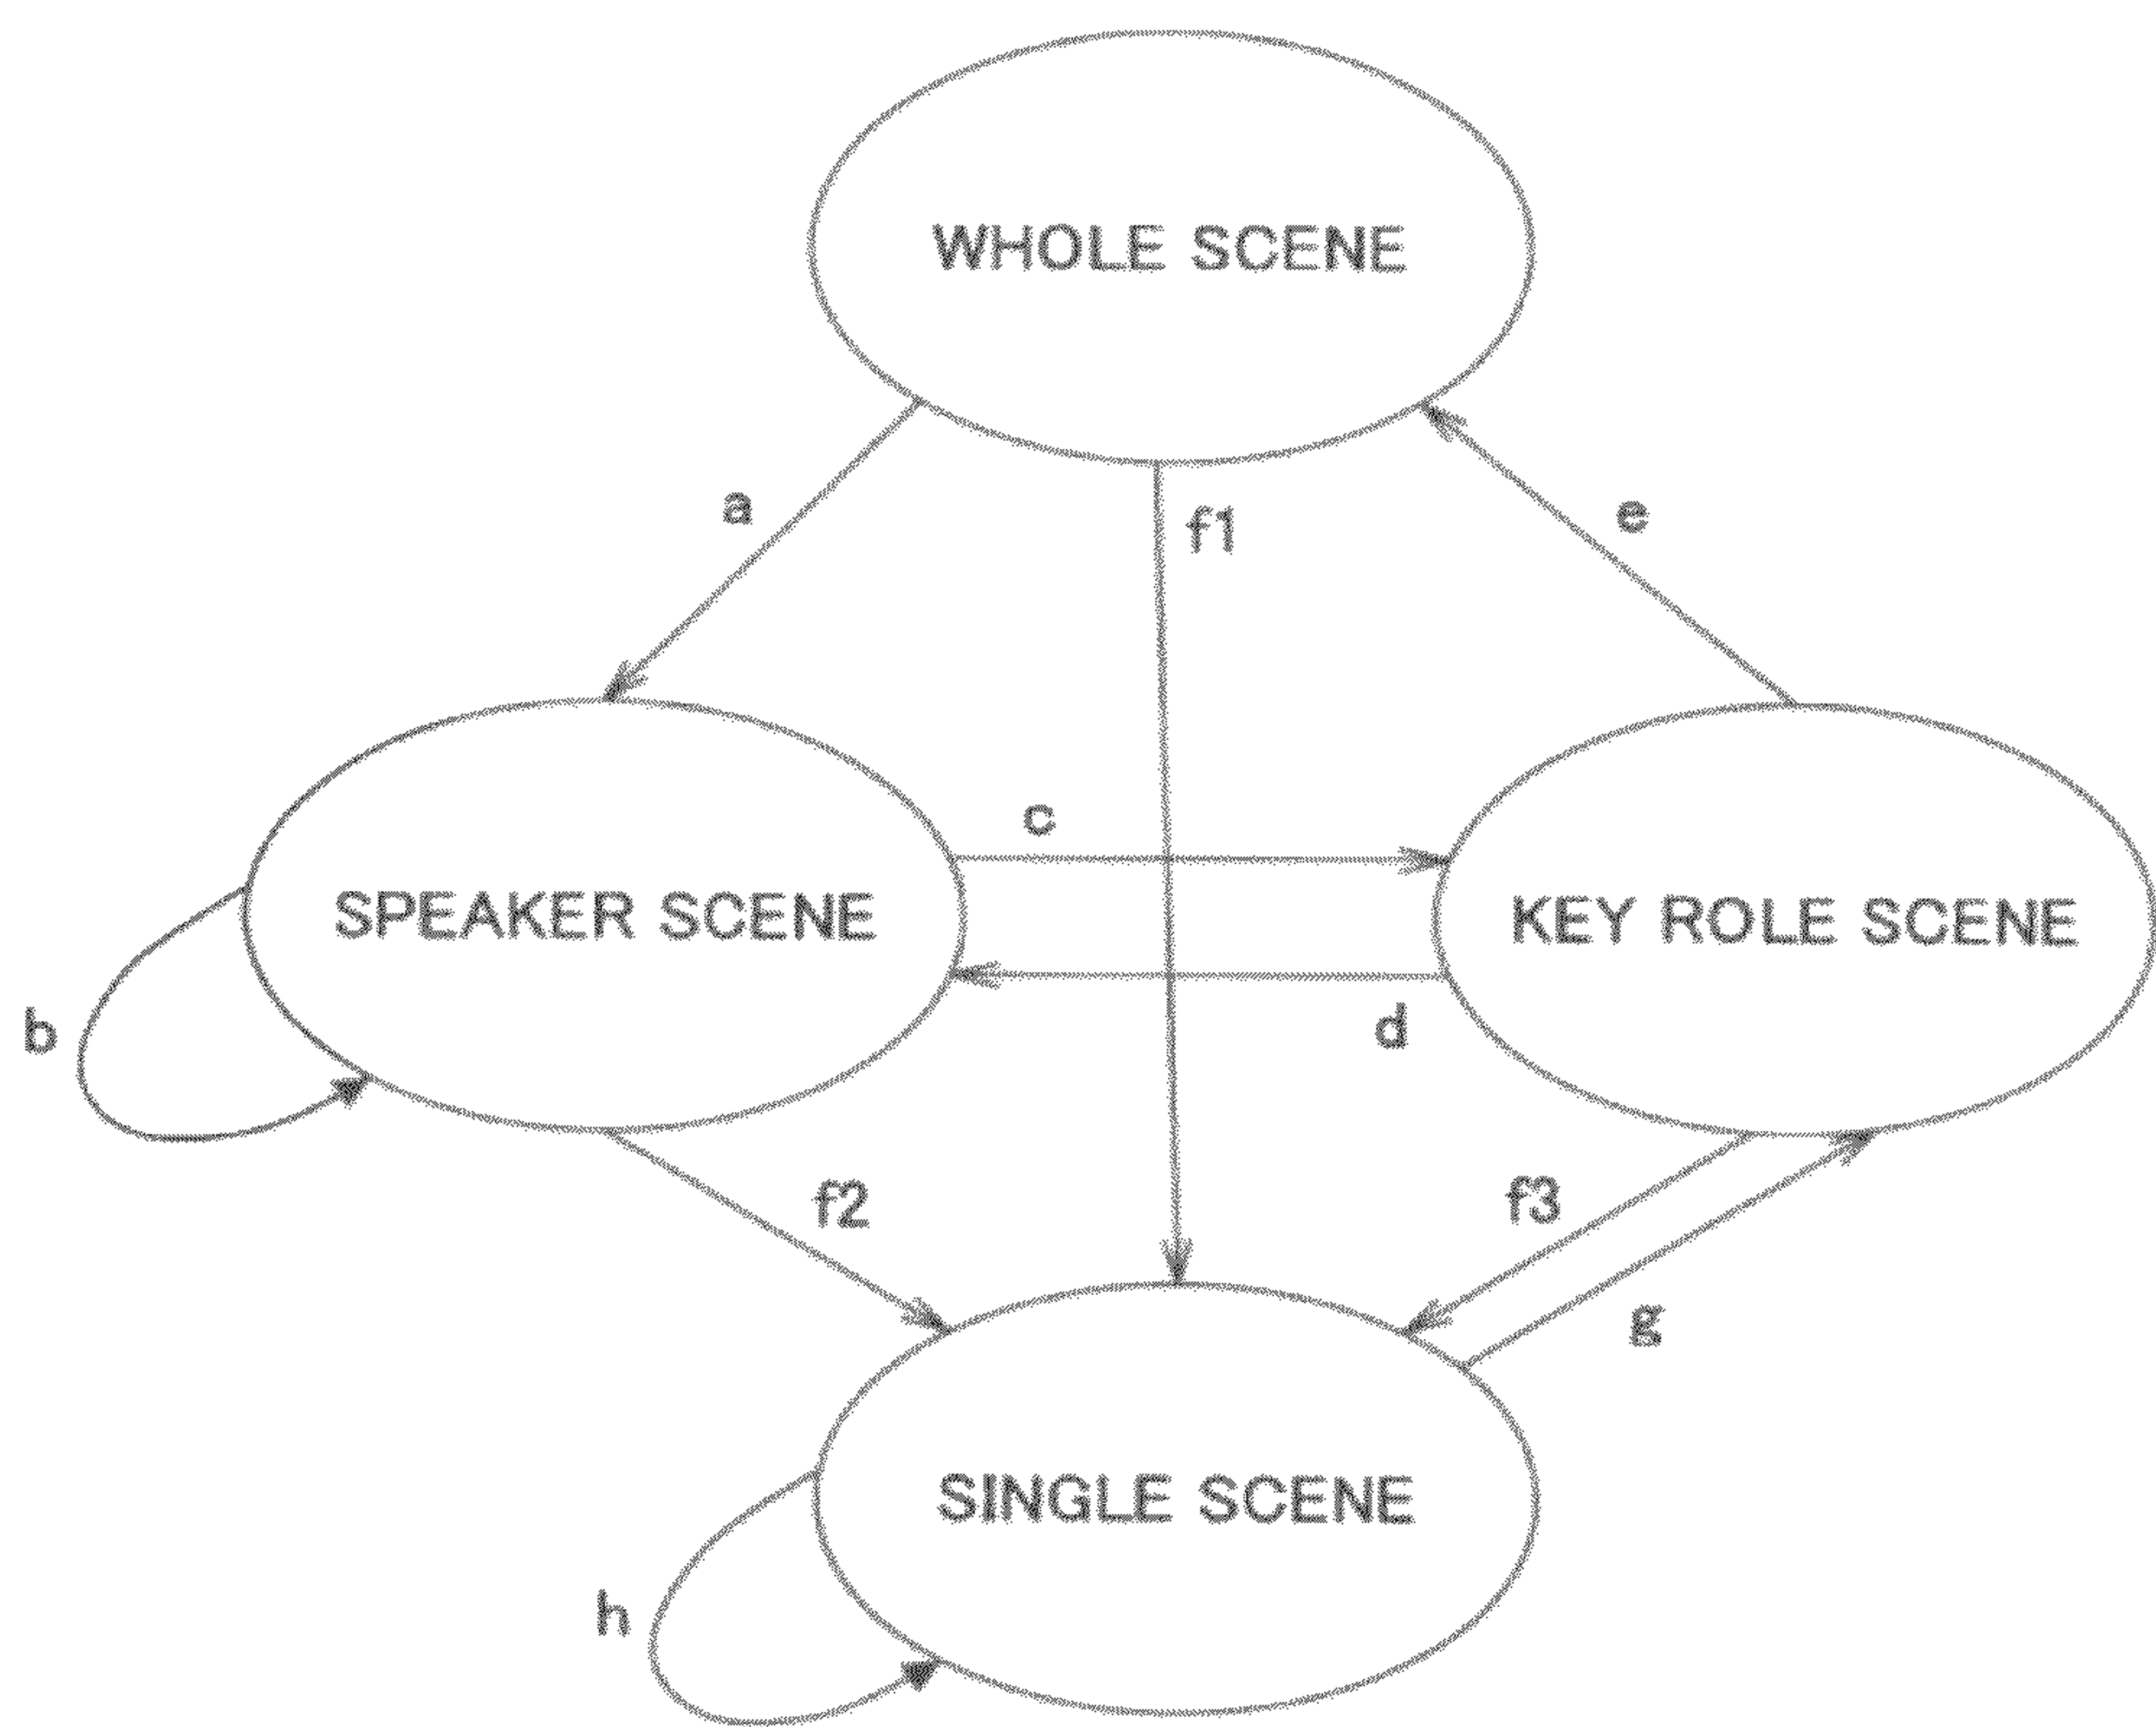 WHOLE SCENE
a
f1
e
c
SPEAKER SCENE
KEY ROLE SCENE
b
d
f2
f3
g
SINGLE SCENE
h